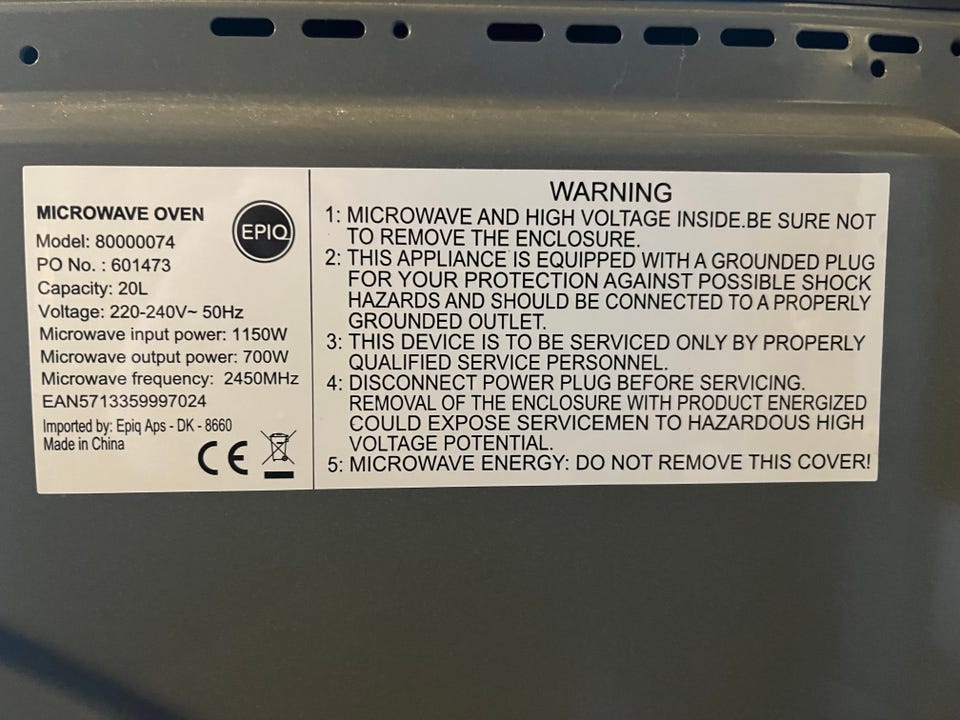 MICROWAVE OVEN
EPIQ
Model: 80000074
PO No. : 601473
Capacity: 20L
Voltage: 220-240V~ 50Hz
Microwave input power: 1150W
Microwave output power: 700W
Microwave frequency: 2450MHz
EAN5713359997024
Imported by: Epiq Aps - DK - 8660
Made in China
CE
WARNING
1: MICROWAVE AND HIGH VOLTAGE INSIDE.BE SURE NOT
TO REMOVE THE ENCLOSURE.
2: THIS APPLIANCE IS EQUIPPED WITH A GROUNDED PLUG
FOR YOUR PROTECTION AGAINST POSSIBLE SHOCK
HAZARDS AND SHOULD BE CONNECTED TO A PROPERLY
GROUNDED OUTLET.
3: THIS DEVICE IS TO BE SERVICED ONLY BY PROPERLY
QUALIFIED SERVICE PERSONNEL.
4: DISCONNECT POWER PLUG BEFORE SERVICING.
REMOVAL OF THE ENCLOSURE WITH PRODUCT ENERGIZED
COULD EXPOSE SERVICEMEN TO HAZARDOUS HIGH
VOLTAGE POTENTIAL.
5: MICROWAVE ENERGY: DO NOT REMOVE THIS COVER!